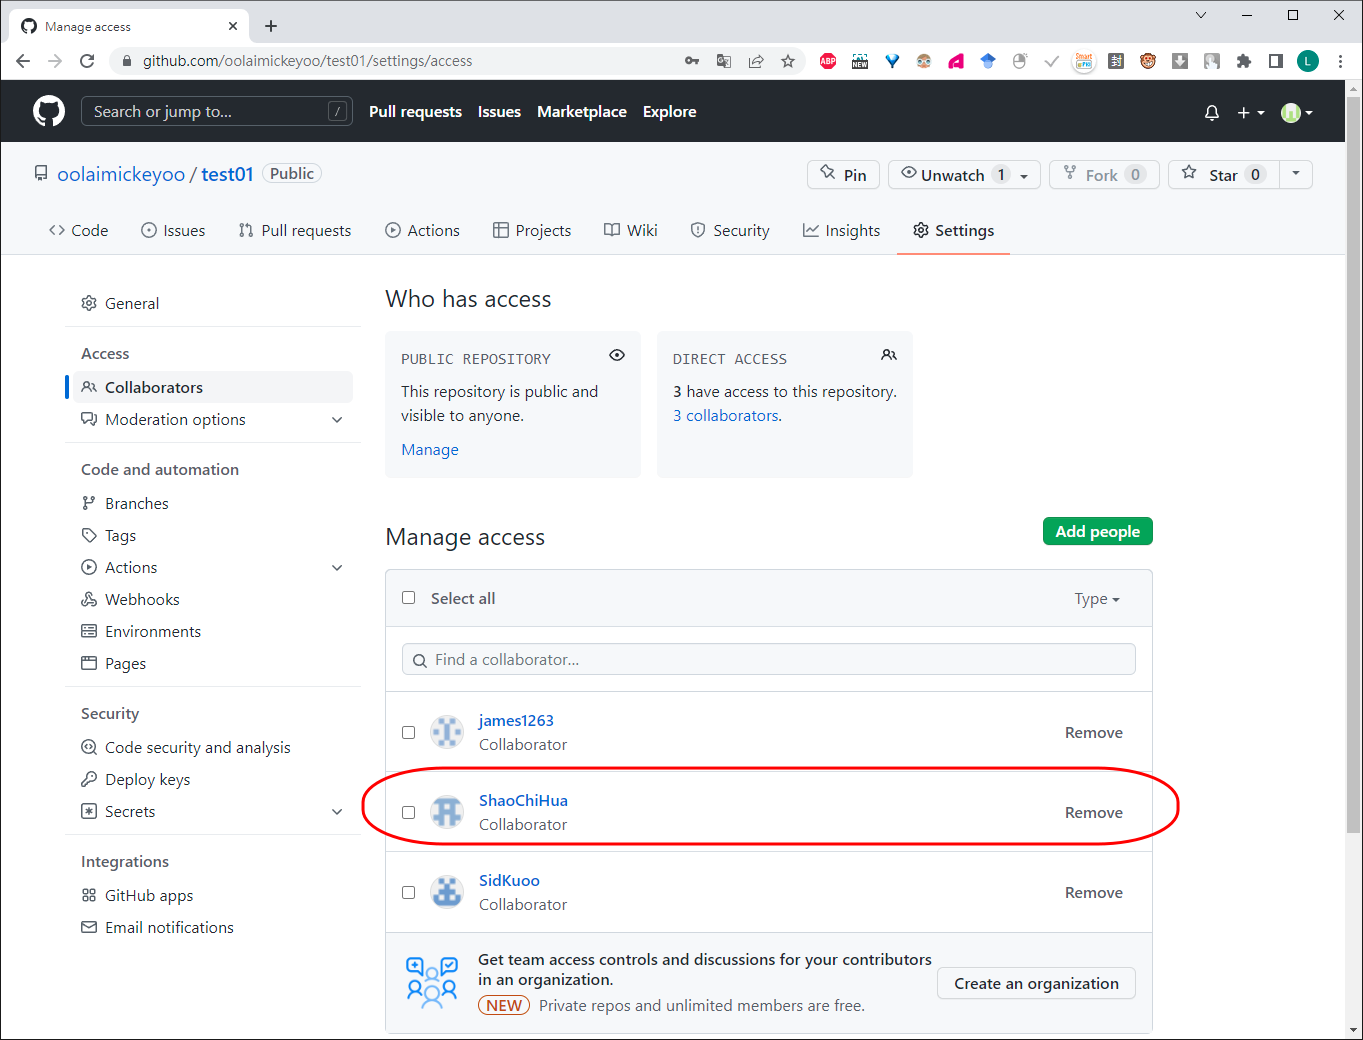 Manage access
github.com/oolaimickeyoo/test01/settings/access
ABP
NEW
封
L
Search or jump to...
/
Pull requests
Issues
Marketplace
Explore
oolaimickeyoo / test01
Public
Pin
Unwatch 1
Fork 0
Star 0
Code
Issues
Pull requests
Actions
Projects
Wiki
Security
Insights
Settings
General
Access
Collaborators
Moderation options
Code and automation
Branches
Tags
Actions
Webhooks
Environments
Pages
Security
Code security and analysis
Deploy keys
Secrets
Integrations
GitHub apps
Email notifications
Who has access
PUBLIC REPOSITORY
This repository is public and
visible to anyone.
Manage
DIRECT ACCESS
3 have access to this repository.
3 collaborators.
Manage access
Add people
Select all
Type
Find a collaborator...
james1263
Collaborator
Remove
ShaoChiHua
Collaborator
Remove
SidKuoo
Collaborator
Remove
Get team access controls and discussions for your contributors
in an organization.
NEW Private repos and unlimited members are free.
Create an organization